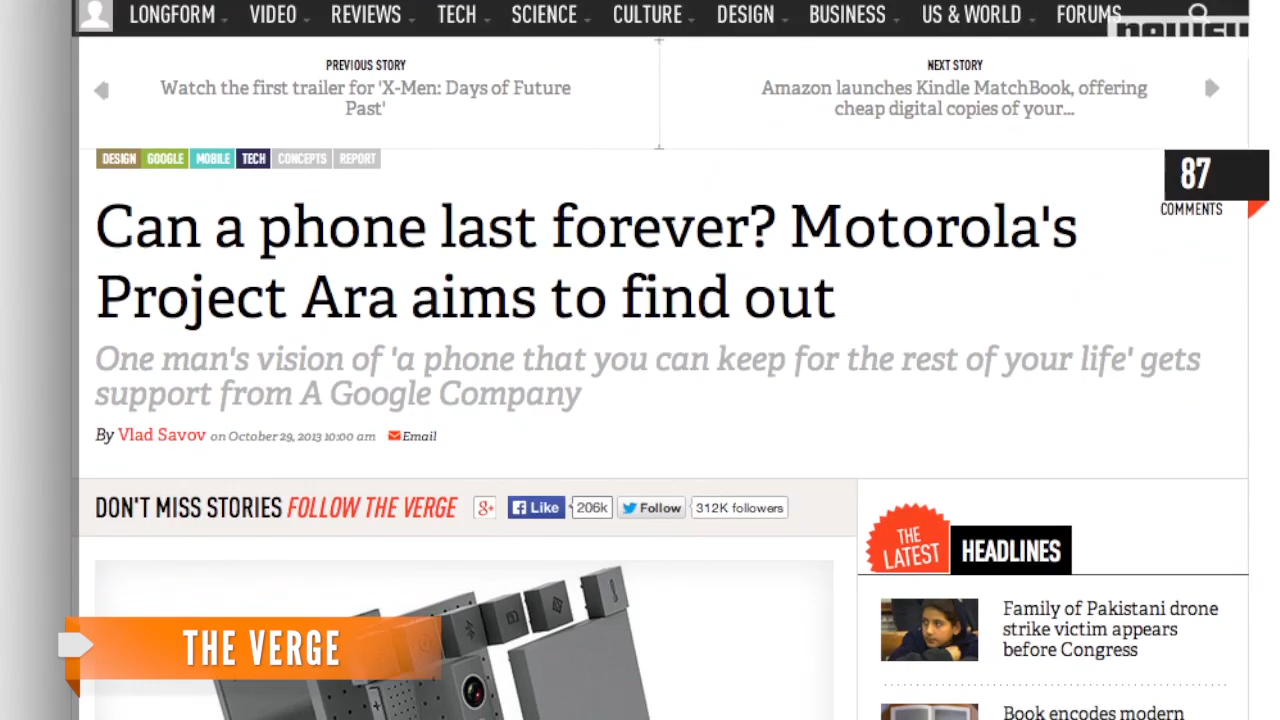 LONGFORM VIDEO REVIEWS TECH SCIENCE CULTURE DESIGN BUSINESS US & WORLD FORUMS
newisy
PREVIOUS STORY
Watch the first trailer for 'X-Men: Days of Future
Past'
NEXT STORY
Amazon launches Kindle MatchBook, offering
cheap digital copies of your...
DESIGN GOOGLE MOBILE TECH CONCEPTS REPORT
87
COMMENTS
Can a phone last forever? Motorola's
Project Ara aims to find out
One man's vision of 'a phone that you can keep for the rest of your life' gets
support from A Google Company
By Vlad Savov on October 29, 2013 10:00 am Email
DON'T MISS STORIES FOLLOW THE VERGE g+ Like 206k Follow 312K followers
THE
LATEST
HEADLINES
Family of Pakistani drone
strike victim appears
before Congress
Book encodes modern
THE VERGE